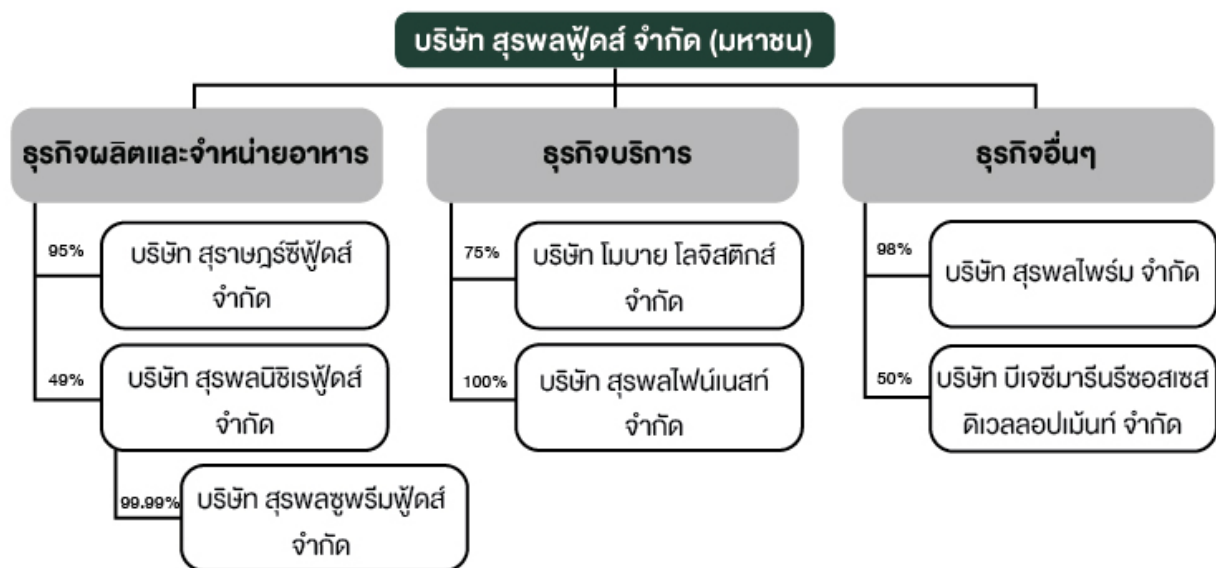 บริษัท สุรพลฟู้ดส์ จำกัด (มหาชน)
ธุรกิจผลิตและจำหน่ายอาหาร
95%
บริษัท สุราษฎร์ซีฟู้ดส์
จำกัด
49%
บริษัท สุรพลนิชิเรฟู้ดส์
จำกัด
99.99%
บริษัท สุรพลซูพรีมฟู้ดส์
จำกัด
ธุรกิจบริการ
75%
บริษัท โมบาย โลจิสติกส์
จำกัด
100%
บริษัท สุรพลไฟน์เนสท์
จำกัด
ธุรกิจอื่นๆ
98%
บริษัท สุรพลไพร์ม จำกัด
50%
บริษัท บีเจซีมารีนรีซอสเซส
ดิเวลลอปเม้นท์ จำกัด